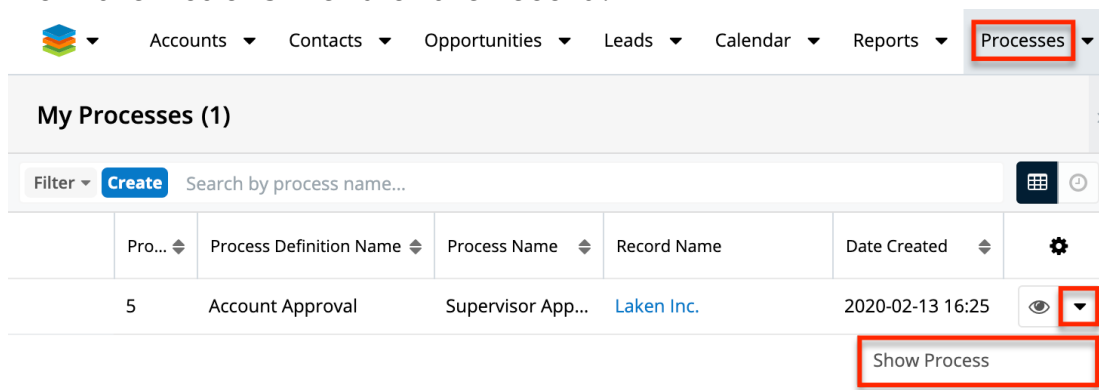 Accounts Contacts Opportunities Leads Calendar Reports Processes
My Processes (1)
Filter Create Search by process name...
Pro... Process Definition Name Process Name Record Name Date Created
5 Account Approval Supervisor App... Laken Inc. 2020-02-13 16:25
Show Process